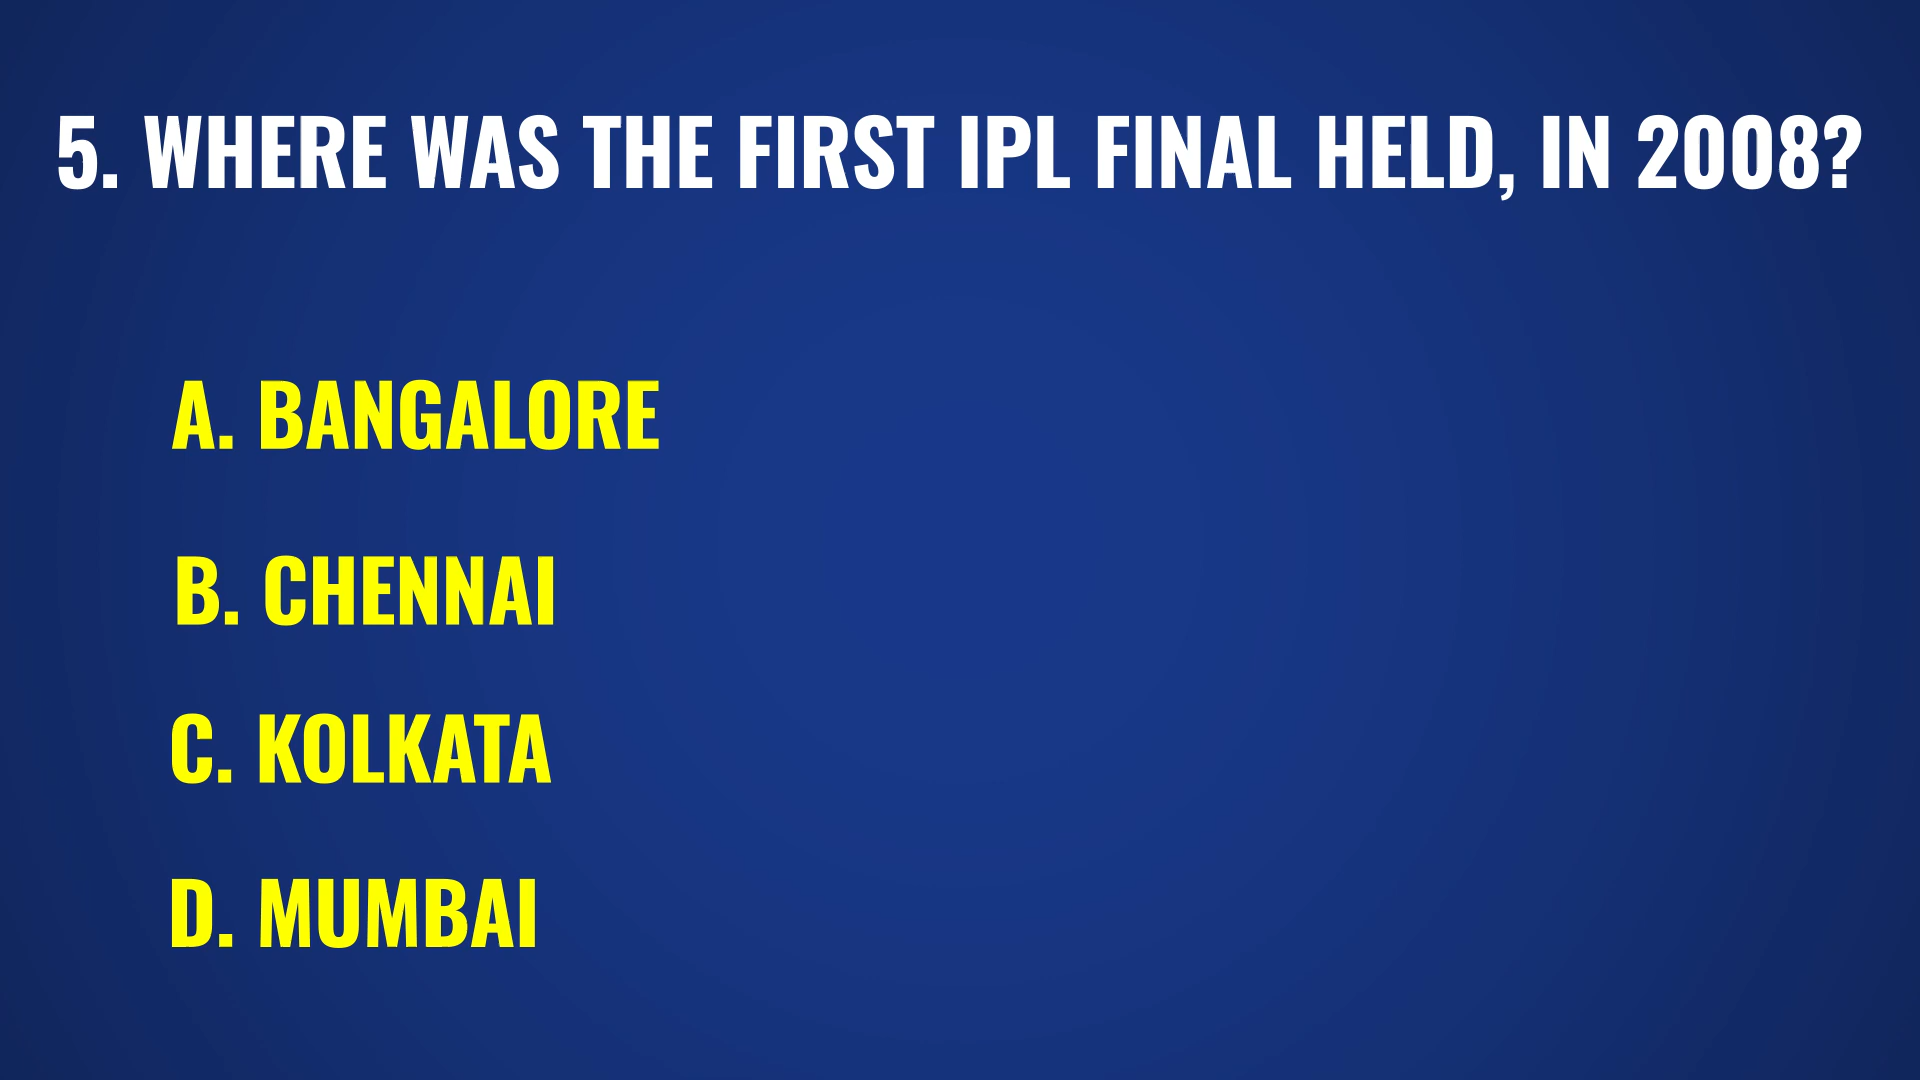 5. WHERE WAS THE FIRST IPL FINAL HELD, IN 2008?
A. BANGALORE
B. CHENNAI
C. KOLKATA
D. MUMBAI